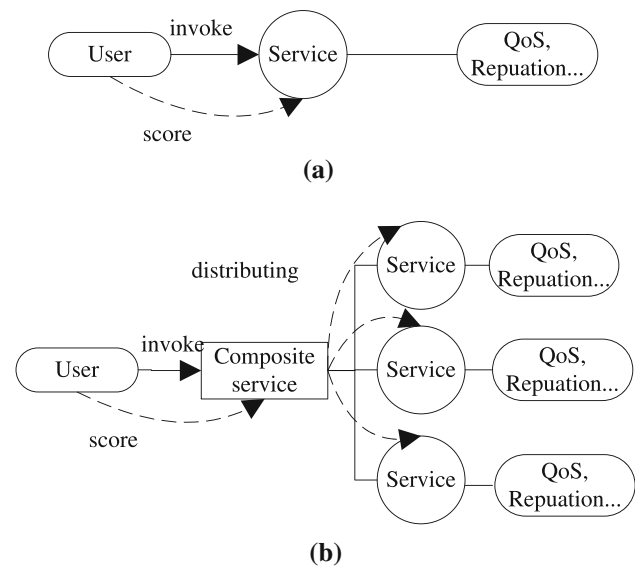 invoke
User
Service
QoS,
Repuation...
score
(a)
distributing
Service
QoS,
Repuation...
invoke
User
Composite
service
Service
QoS,
Repuation...
score
Service
QoS,
Repuation...
(b)